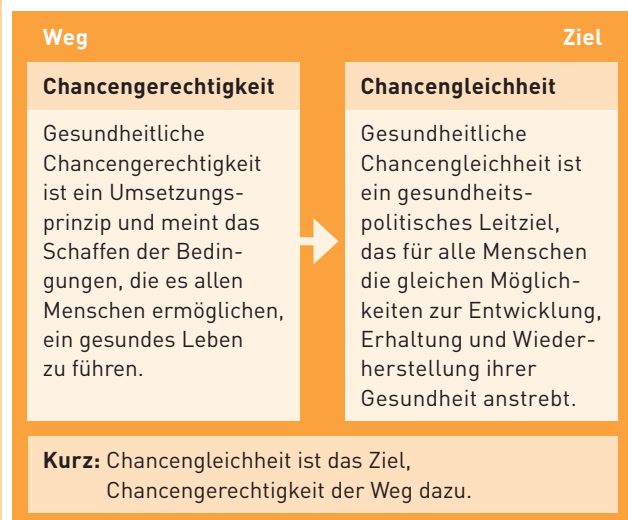 Weg
Ziel
Chancengerechtigkeit
Gesundheitliche
Chancengerechtigkeit
ist ein Umsetzungs-
prinzip und meint das
Schaffen der Bedin-
gungen, die es allen
Menschen ermöglichen,
ein gesundes Leben
zu führen.
Chancengleichheit
Gesundheitliche
Chancengleichheit ist
ein gesundheits-
politisches Leitziel,
das für alle Menschen
die gleichen Möglich-
keiten zur Entwicklung,
Erhaltung und Wieder-
herstellung ihrer
Gesundheit anstrebt.
Kurz: Chancengleichheit ist das Ziel,
Chancengerechtigkeit der Weg dazu.